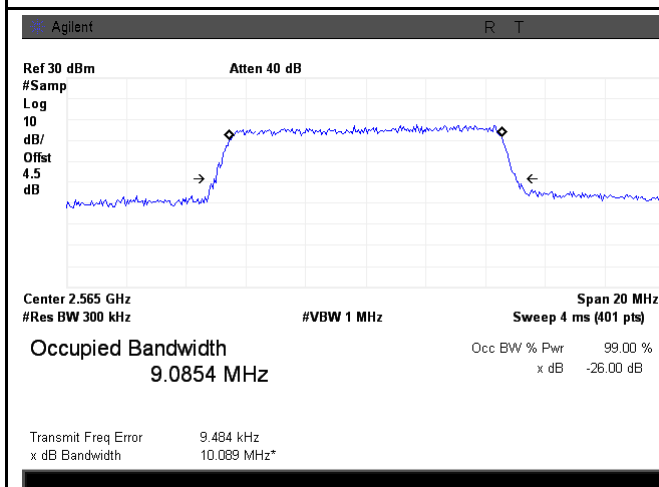 Agilent R T
Ref 30 dBm Atten 40 dB
#Samp
Log
10
dB/
Offst
4.5
dB
Center 2.565 GHz Span 20 MHz
#Res BW 300 kHz #VBW 1 MHz Sweep 4 ms (401 pts)
Occupied Bandwidth Occ BW % Pwr 99.00 %
9.0854 MHz x dB -26.00 dB
Transmit Freq Error 9.484 kHz
x dB Bandwidth 10.089 MHz*